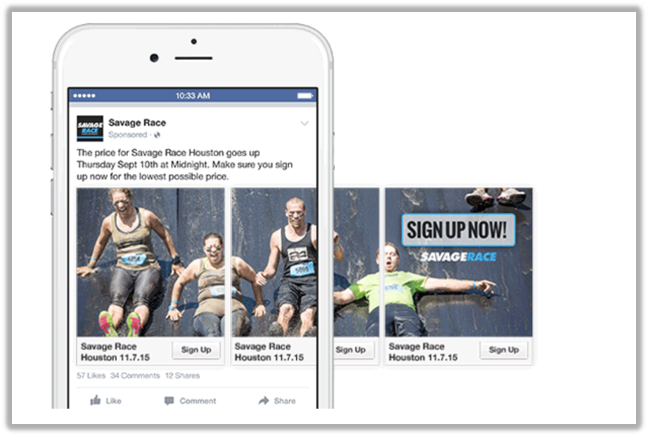 10:33 AM
SAVAGE RACE
Savage Race
Sponsored ·
The price for Savage Race Houston goes up
Thursday Sept 10th at Midnight. Make sure you sign
up now for the lowest possible price.
SIGN UP NOW!
SAVAGERACE
Savage Race
Houston 11.7.15
Sign Up
Savage Race
Houston 11.7.15
Sign Up
Savage Race
Houston 11.7.15
Sign Up
57 Likes 34 Comments 12 Shares
Like Comment Share